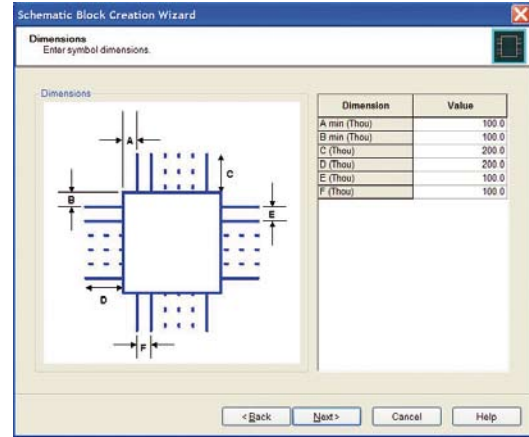 Schematic Block Creation Wizard
Dimensions
Enter symbol dimensions.
Dimensions
A
C
B
E
D
F
Dimension Value
A min (Thou) 100.0
B min (Thou) 100.0
C (Thou) 200.0
D (Thou) 200.0
E (Thou) 100.0
F (Thou) 100.0
< Back Next > Cancel Help